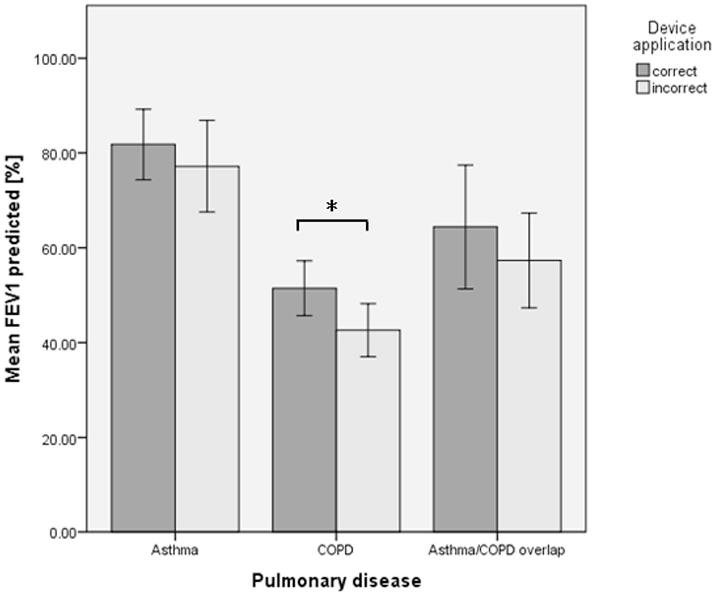 Device
application
correct
incorrect
Mean FEV1 predicted [%]
100.00
80.00
60.00
40.00
20.00
0.00
*
Asthma
COPD
Asthma/COPD overlap
Pulmonary disease